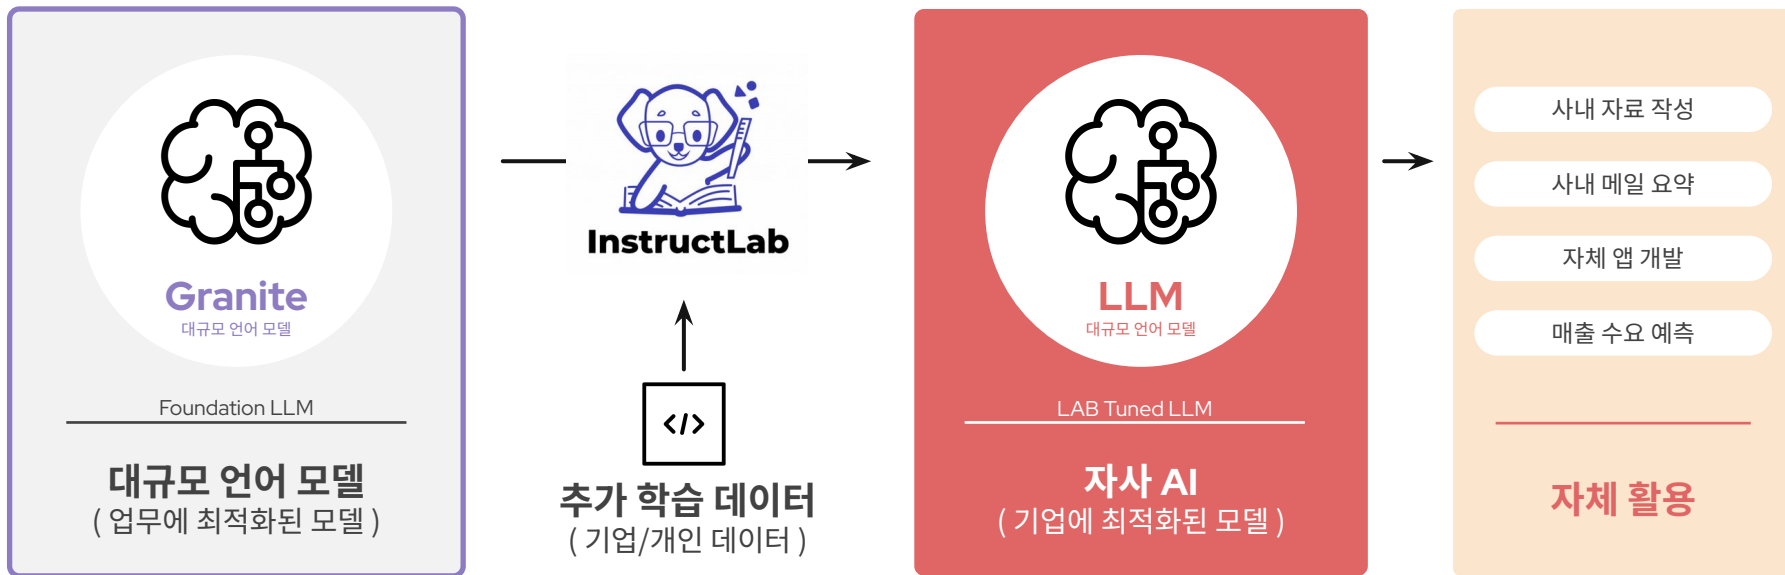 Granite
대규모 언어 모델
Foundation LLM
대규모 언어 모델
( 업무에 최적화된 모델 )
InstructLab
</>
추가 학습 데이터
( 기업/개인 데이터 )
LLM
대규모 언어 모델
LAB Tuned LLM
자사 AI
( 기업에 최적화된 모델 )
사내 자료 작성
사내 메일 요약
자체 앱 개발
매출 수요 예측
자체 활용